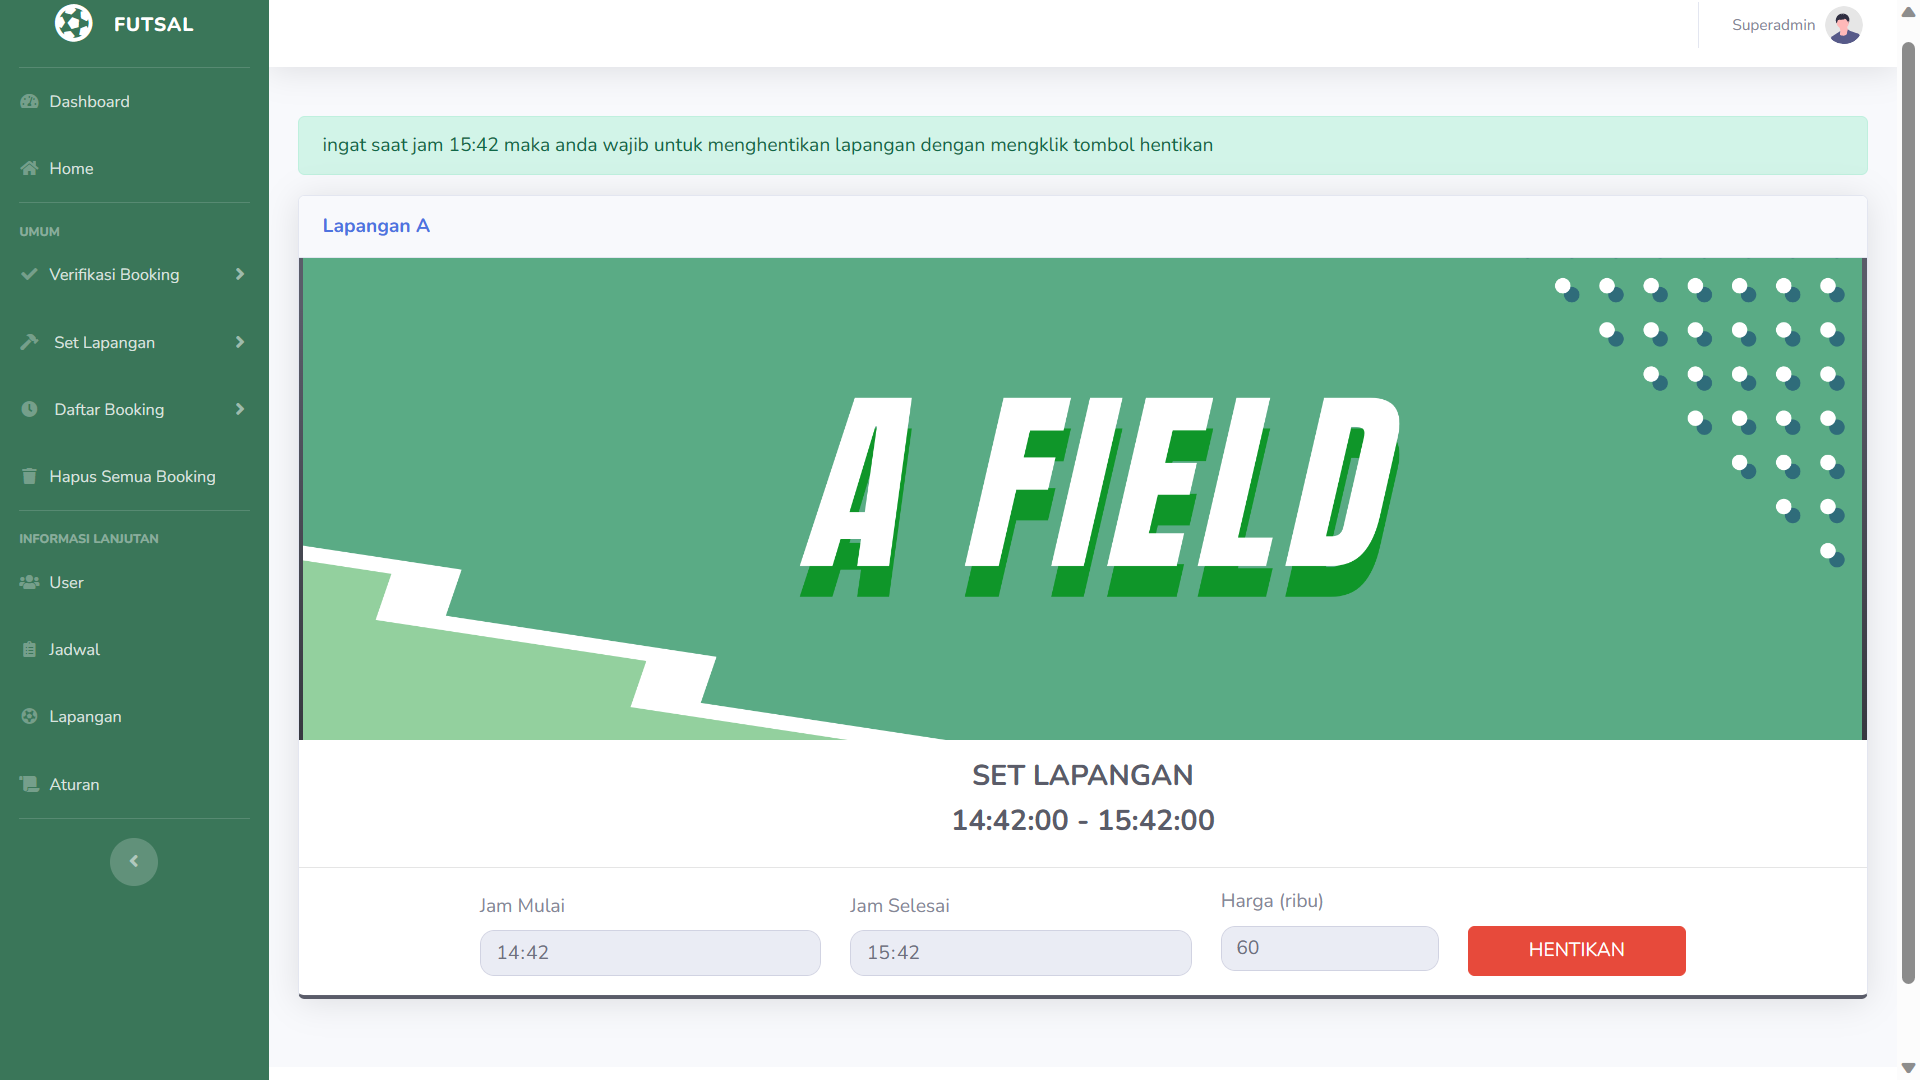 FUTSAL
Superadmin
Dashboard
Home
UMUM
Verifikasi Booking
Set Lapangan
Daftar Booking
Hapus Semua Booking
INFORMASI LANJUTAN
User
Jadwal
Lapangan
Aturan
ingat saat jam 15:42 maka anda wajib untuk menghentikan lapangan dengan mengklik tombol hentikan
Lapangan A
A FIELD
SET LAPANGAN
14:42:00 - 15:42:00
Jam Mulai
14:42
Jam Selesai
15:42
Harga (ribu)
60
HENTIKAN